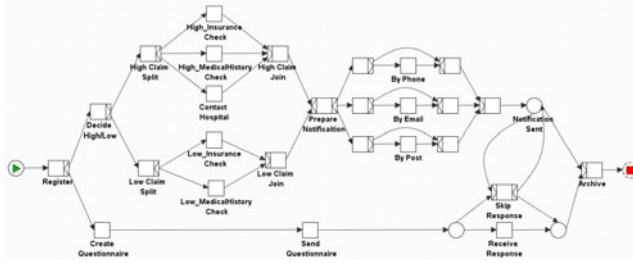 High_Insurance
Check
High Claim
Split
High_MedicalHistory
Check
High Claim
Join
Contact
Hospital
Decide
High/Low
Prepare
Notificaition
By Phone
By Email
By Post
Notification
Sent
Register
Low Claim
Split
Low_Insurance
Check
Low_MedicalHistory
Check
Low Claim
Join
Archive
Skip
Response
Create
Questionnaire
Send
Questionnaire
Receive
Response